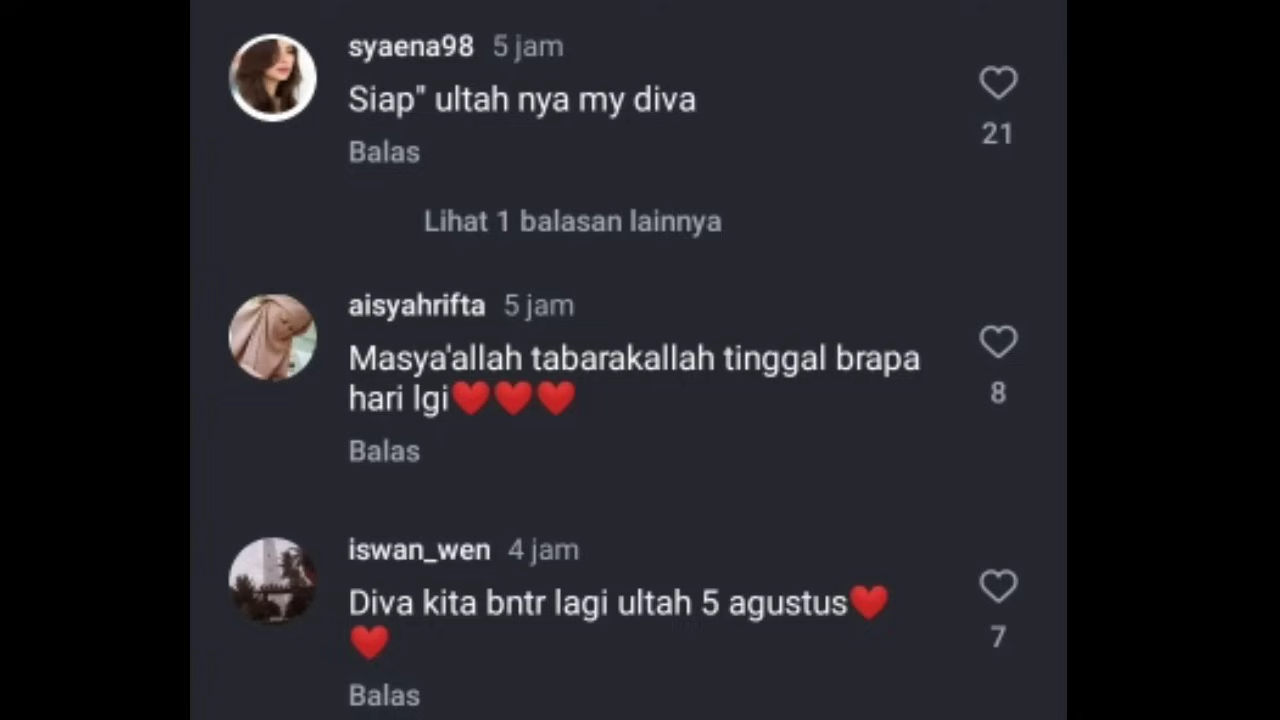 syaena98 5 jam
Siap" ultah nya my diva
21
Balas
Lihat 1 balasan lainnya
aisyahrifta 5 jam
Masya'allah tabarakallah tinggal brapa
hari lgi❤️❤️❤️
8
Balas
iswan_wen 4 jam
Diva kita bntr lagi ultah 5 agustus❤️
❤️
7
Balas